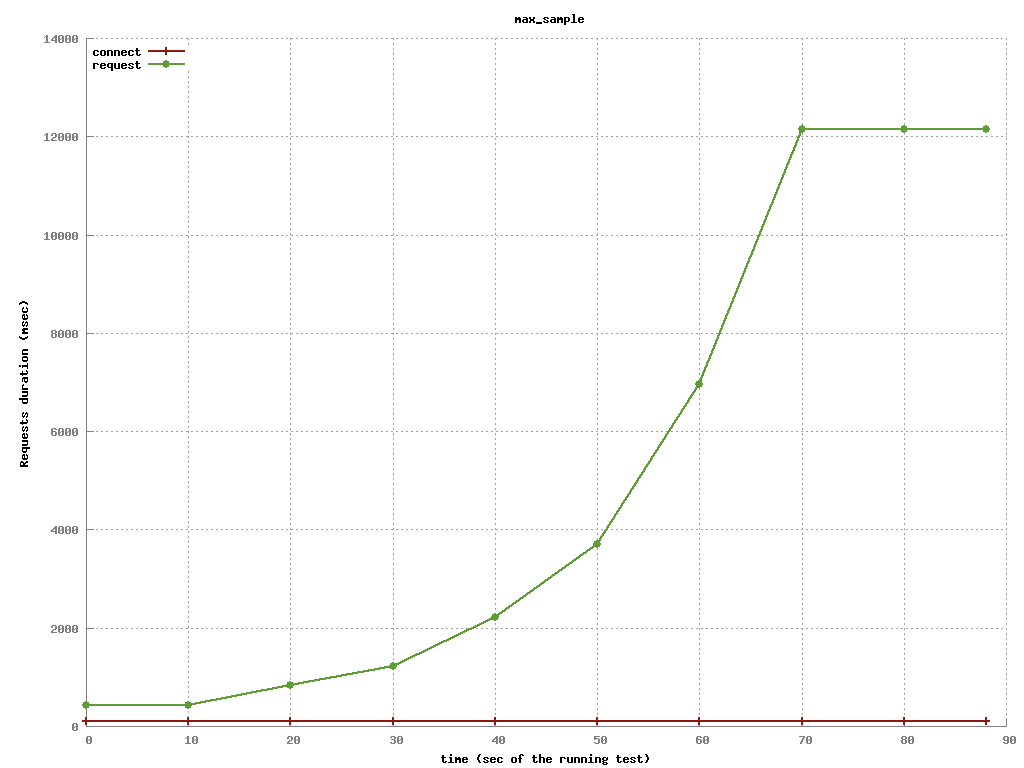 max_sample
14000
connect
request
12000
10000
8000
Requests duration (msec)
6000
4000
2000
0
0 10 20 30 40 50 60 70 80 90
time (sec of the running test)